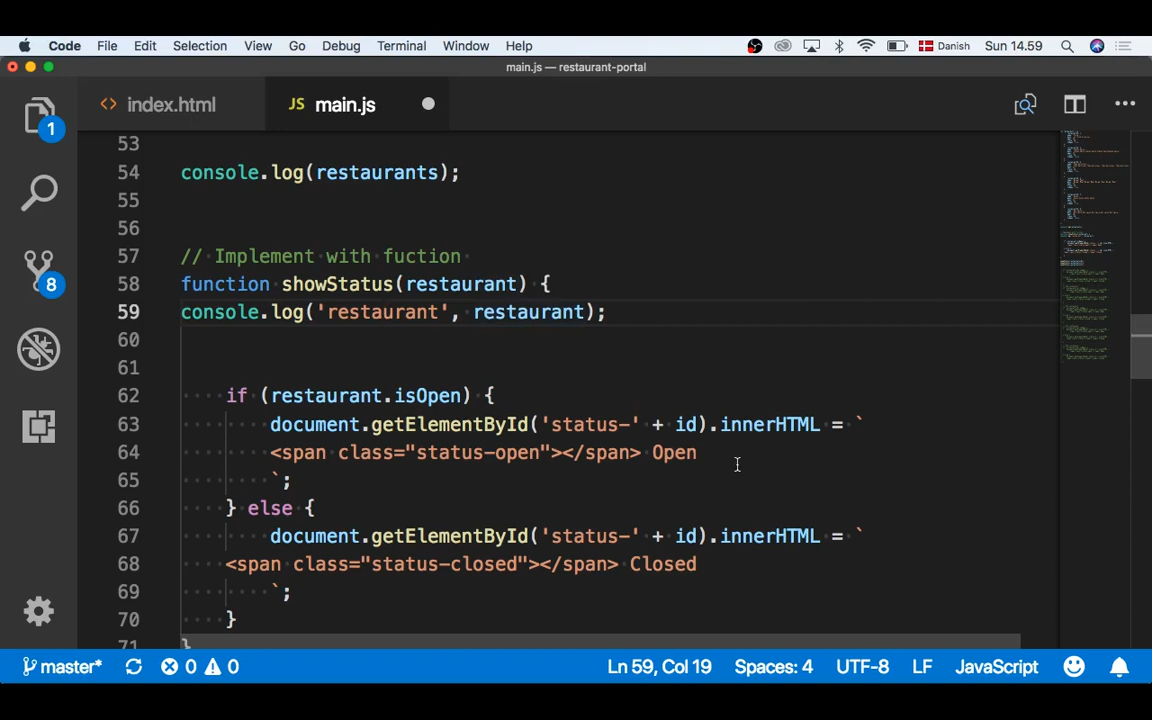 Code File Edit Selection View Go Debug Terminal Window Help Danish Sun 14.59
main.js — restaurant-portal
index.html JS main.js
1
8
53
54 console.log(restaurants);
55
56
57 // Implement with fuction
58 function showStatus(restaurant) {
59 console.log('restaurant', restaurant);
60
61
62 if (restaurant.isOpen) {
63 document.getElementById('status-' + id).innerHTML = `
64 <span class="status-open"></span> Open
65 `;
66 } else {
67 document.getElementById('status-' + id).innerHTML = `
68 <span class="status-closed"></span> Closed
69 `;
70 }
71 }
master* 0 0 Ln 59, Col 19 Spaces: 4 UTF-8 LF JavaScript